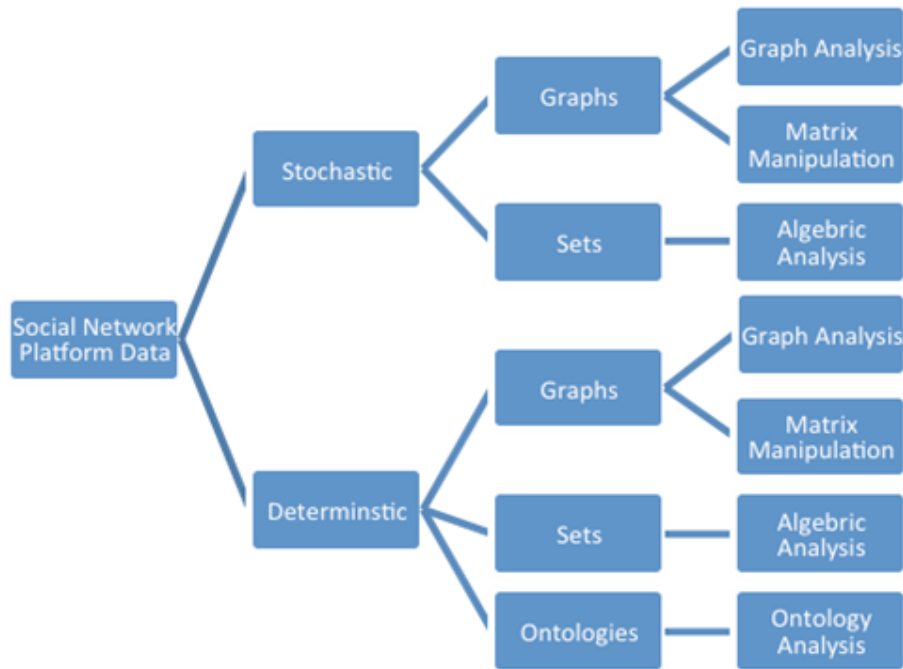 Social Network
Platform Data
Stochastic
Graphs
Graph Analysis
Matrix
Manipulation
Sets
Algebric
Analysis
Determinstic
Graphs
Graph Analysis
Matrix
Manipulation
Sets
Algebric
Analysis
Ontologies
Ontology
Analysis